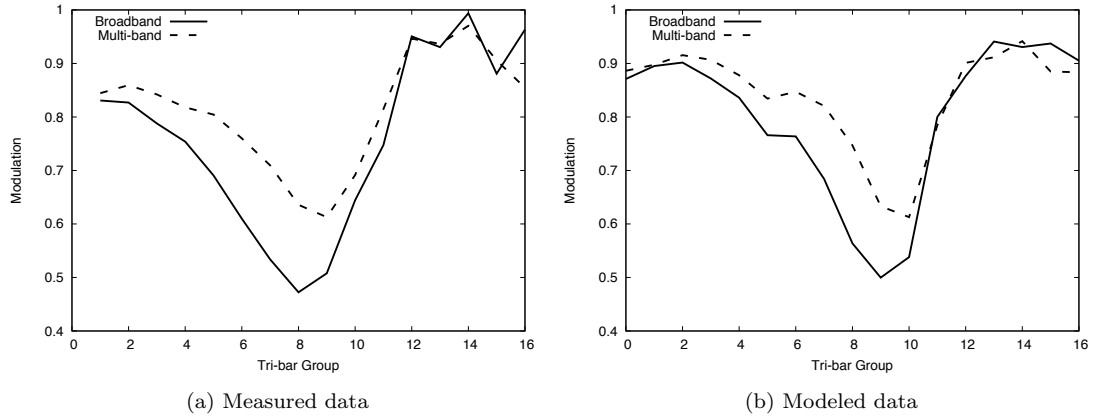 Broadband
Multi-band
1
0.9
0.8
0.7
0.6
0.5
0.4
Modulation
0 2 4 6 8 10 12 14 16
Tri-bar Group
(a) Measured data
Broadband
Multi-band
1
0.9
0.8
0.7
0.6
0.5
0.4
Modulation
0 2 4 6 8 10 12 14 16
Tri-bar Group
(b) Modeled data